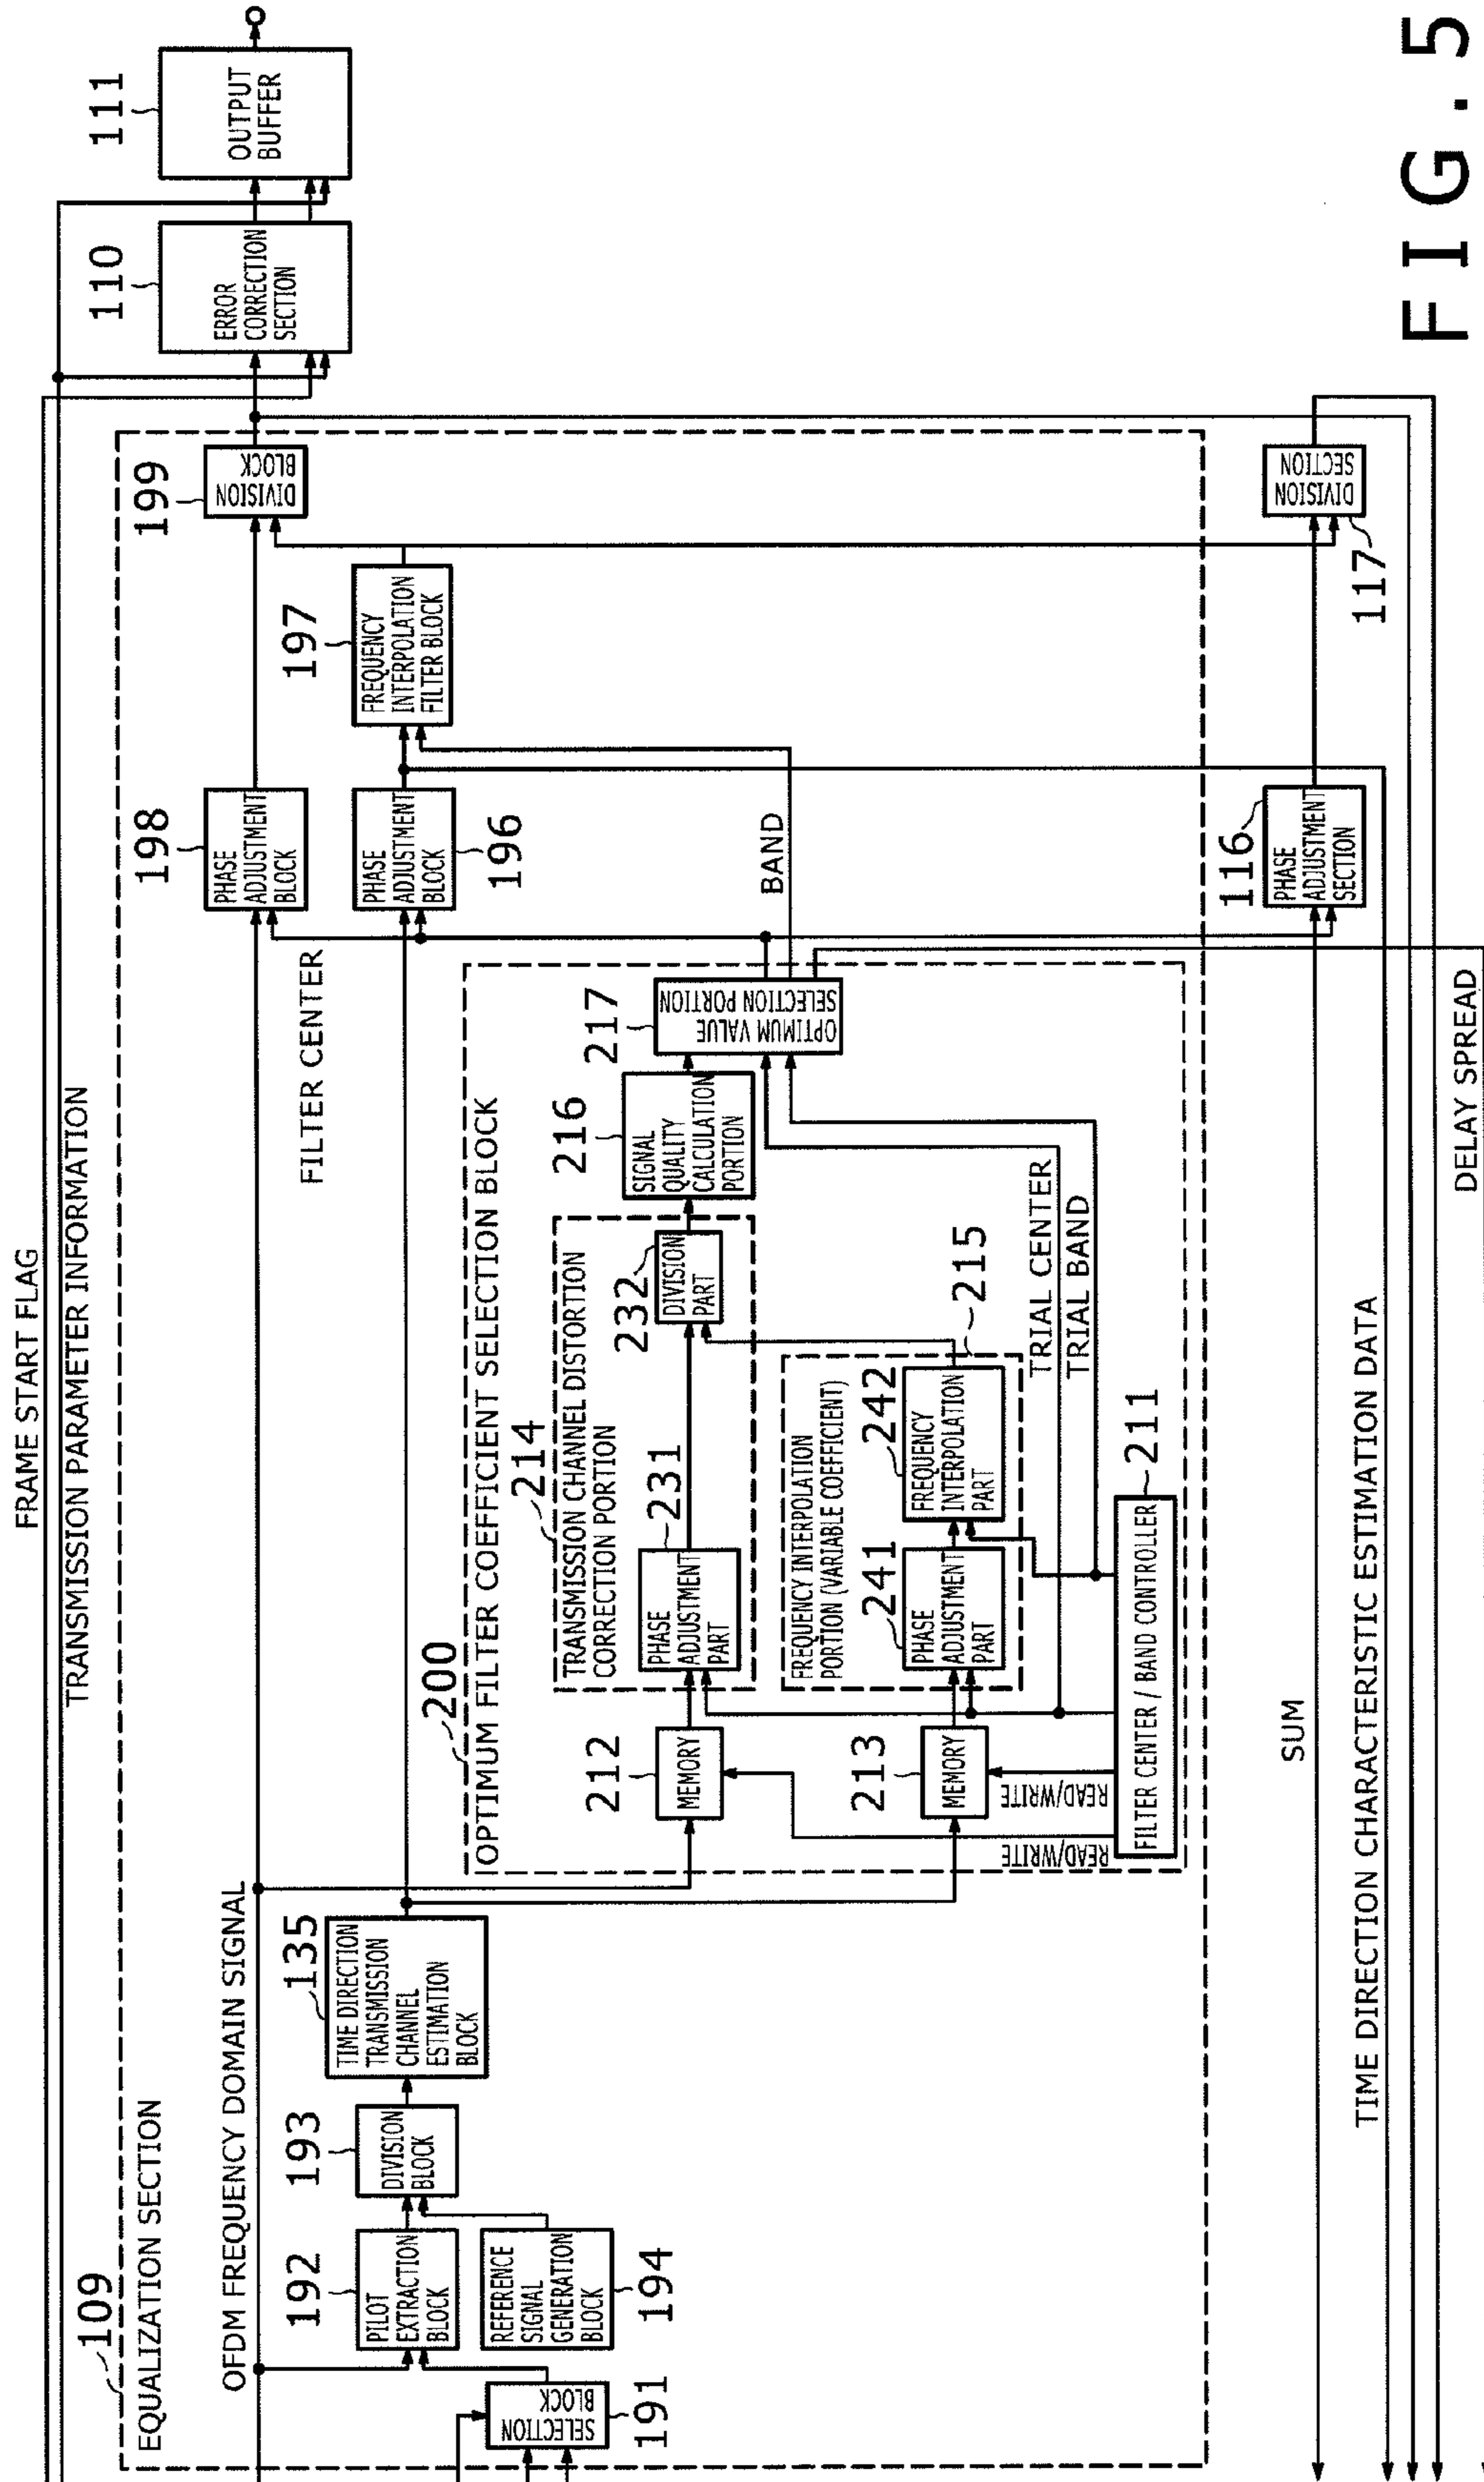 FRAME START FLAG
TRANSMISSION PARAMETER INFORMATION
109
EQUALIZATION SECTION
OFDM FREQUENCY DOMAIN SIGNAL
191
SELECTION
BLOCK
192
PILOT
EXTRACTION
BLOCK
REFERENCE
SIGNAL
GENERATION
BLOCK
194
193
DIVISION
BLOCK
135
TIME DIRECTION
TRANSMISSION
CHANNEL
ESTIMATION
BLOCK
200
OPTIMUM FILTER COEFFICIENT SELECTION BLOCK
212
MEMORY
213
MEMORY
READ/WRITE
READ/WRITE
FILTER CENTER / BAND CONTROLLER
211
214
TRANSMISSION CHANNEL DISTORTION
CORRECTION PORTION
PHASE
ADJUSTMENT
PART
231
232
DIVISION
PART
FREQUENCY INTERPOLATION
PORTION (VARIABLE COEFFICIENT)
215
241
PHASE
ADJUSTMENT
PART
242
FREQUENCY
INTERPOLATION
PART
TRIAL CENTER
TRIAL BAND
216
SIGNAL
QUALITY
CALCULATION
PORTION
217
OPTIMUM VALUE
SELECTION PORTION
FILTER CENTER
BAND
198
PHASE
ADJUSTMENT
BLOCK
PHASE
ADJUSTMENT
BLOCK
196
197
FREQUENCY
INTERPOLATION
FILTER BLOCK
199
DIVISION
BLOCK
110
ERROR
CORRECTION
SECTION
111
OUTPUT
BUFFER
116
PHASE
ADJUSTMENT
SECTION
DIVISION
SECTION
117
SUM
TIME DIRECTION CHARACTERISTIC ESTIMATION DATA
DELAY SPREAD
FIG.5